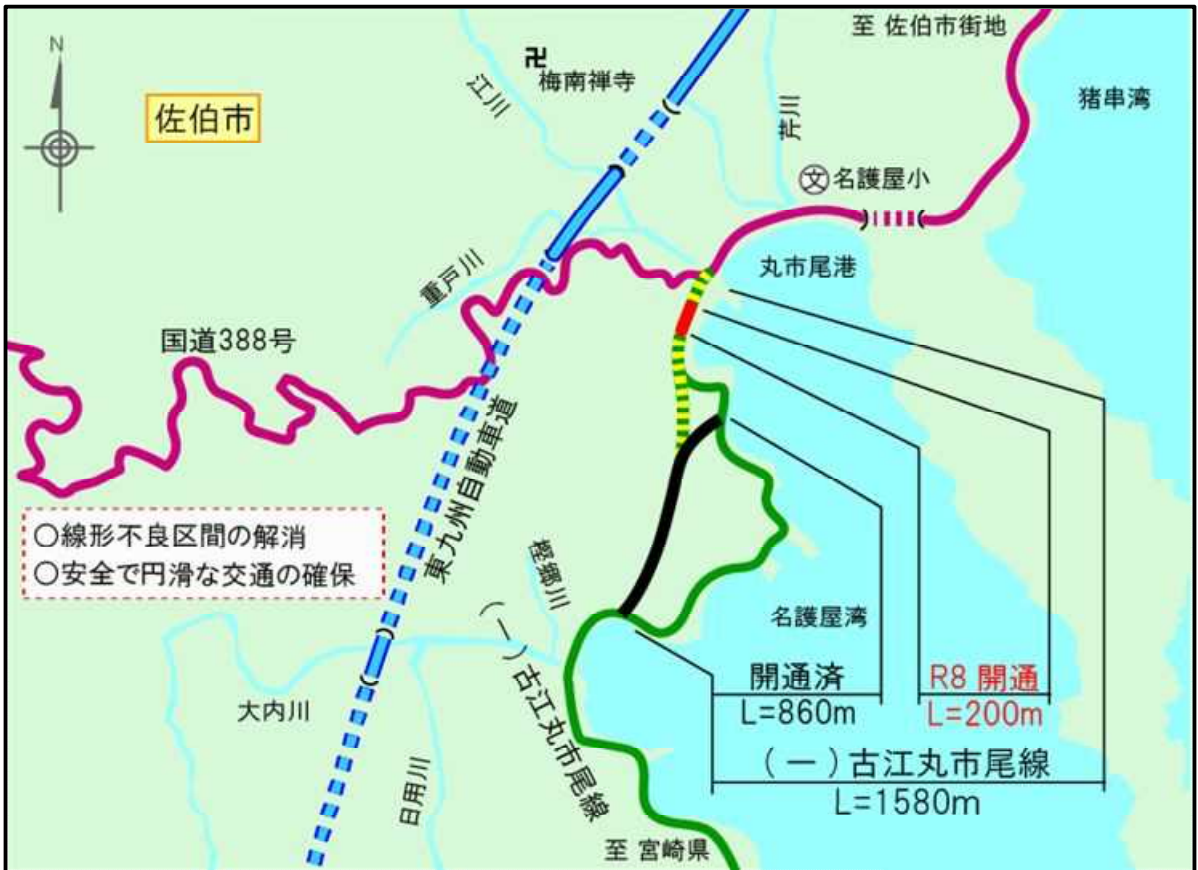 N
至 佐伯市街地
猪串湾
卍
梅南禅寺
江川
芹川
佐伯市
文 名護屋小
丸市尾港
重戸川
国道388号
東九州自動車道
○線形不良区間の解消
○安全で円滑な交通の確保
樫郷川
名護屋湾
(一)古江丸市尾線
開通済
L=860m
R8 開通
L=200m
大内川
(一)古江丸市尾線
L=1580m
日用川
至 宮崎県